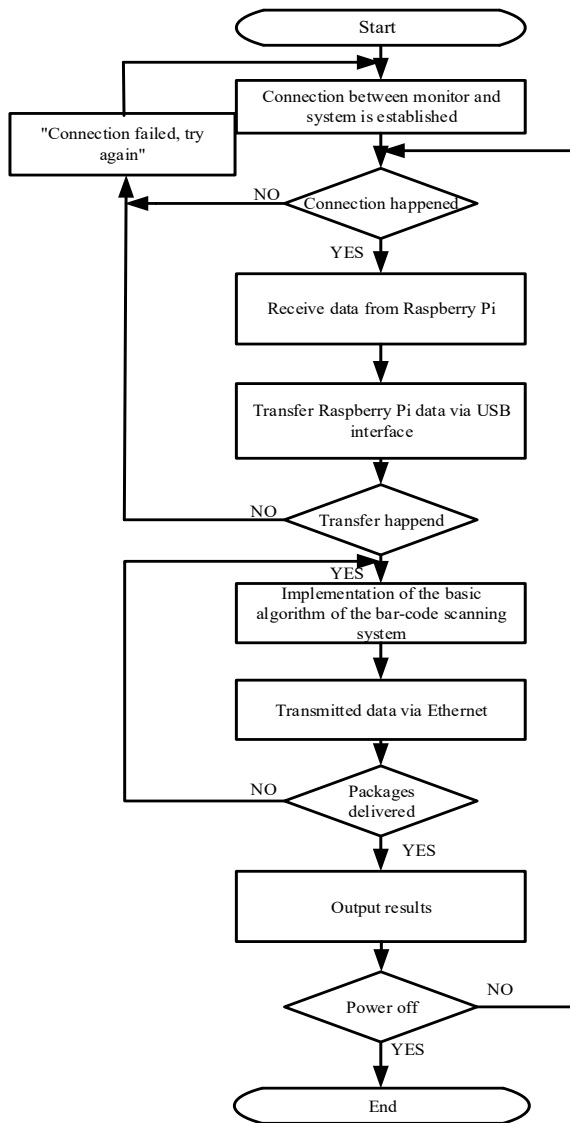 Start
Connection between monitor and
system is established
"Connection failed, try
again"
NO
Connection happened
YES
Receive data from Raspberry Pi
Transfer Raspberry Pi data via USB
interface
NO
Transfer happend
YES
Implementation of the basic
algorithm of the bar-code scanning
system
Transmitted data via Ethernet
NO
Packages
delivered
YES
Output results
Power off
NO
YES
End